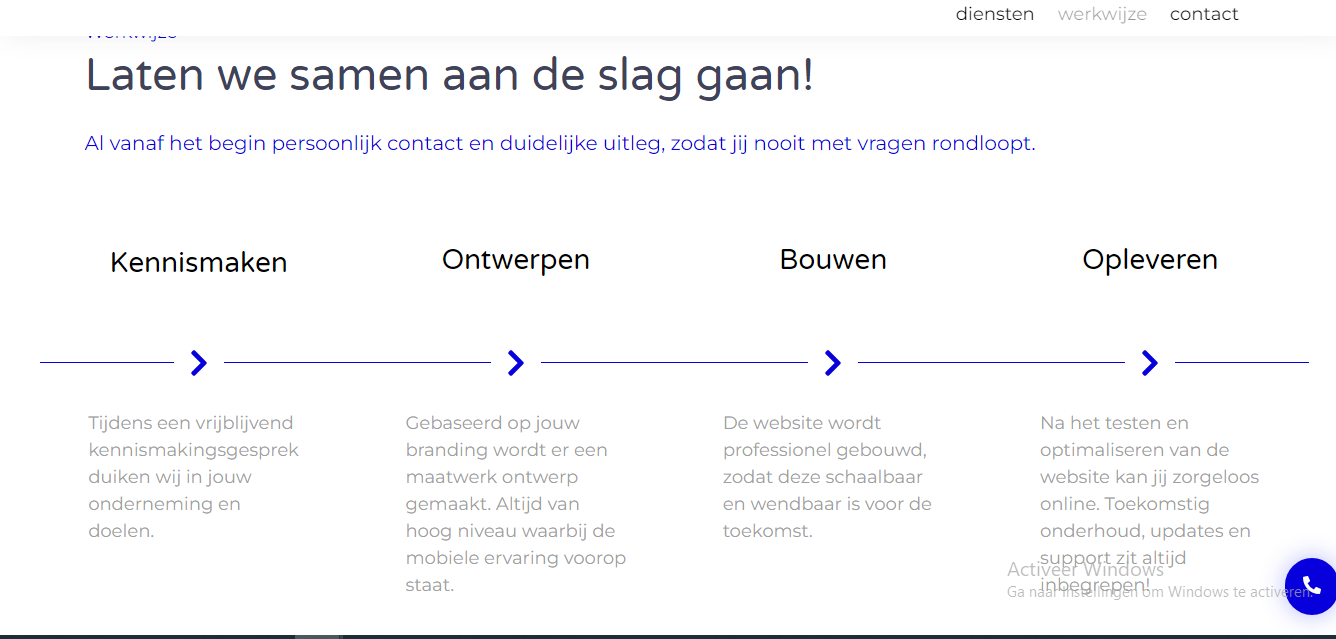 diensten werkwijze contact
Werkwijze
Laten we samen aan de slag gaan!
Al vanaf het begin persoonlijk contact en duidelijke uitleg, zodat jij nooit met vragen rondloopt.
Kennismaken
Ontwerpen
Bouwen
Opleveren
Tijdens een vrijblijvend
kennismakingsgesprek
duiken wij in jouw
onderneming en
doelen.
Gebaseerd op jouw
branding wordt er een
maatwerk ontwerp
gemaakt. Altijd van
hoog niveau waarbij de
mobiele ervaring voorop
staat.
De website wordt
professionel gebouwd,
zodat deze schaalbaar
en wendbaar is voor de
toekomst.
Na het testen en
optimaliseren van de
website kan jij zorgeloos
online. Toekomstig
onderhoud, updates en
support zit altijd
inbegrepen!
Activeer Windows
Ga naar Instellingen om Windows te activeren.